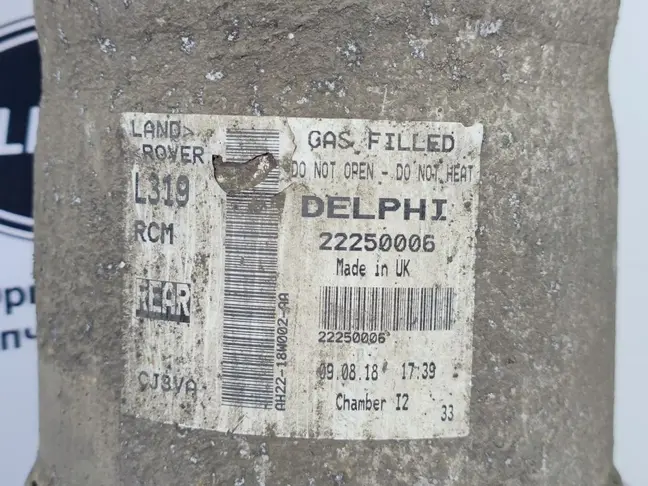 LAND>
<ROVER
L319
RCM
REAR
CJ3VA
AH22-18W002-AA
GAS FILLED
DO NOT OPEN - DO NOT HEAT
DELPHI
22250006
Made in UK
22250006
09.08.18 17:39
Chamber I2
33